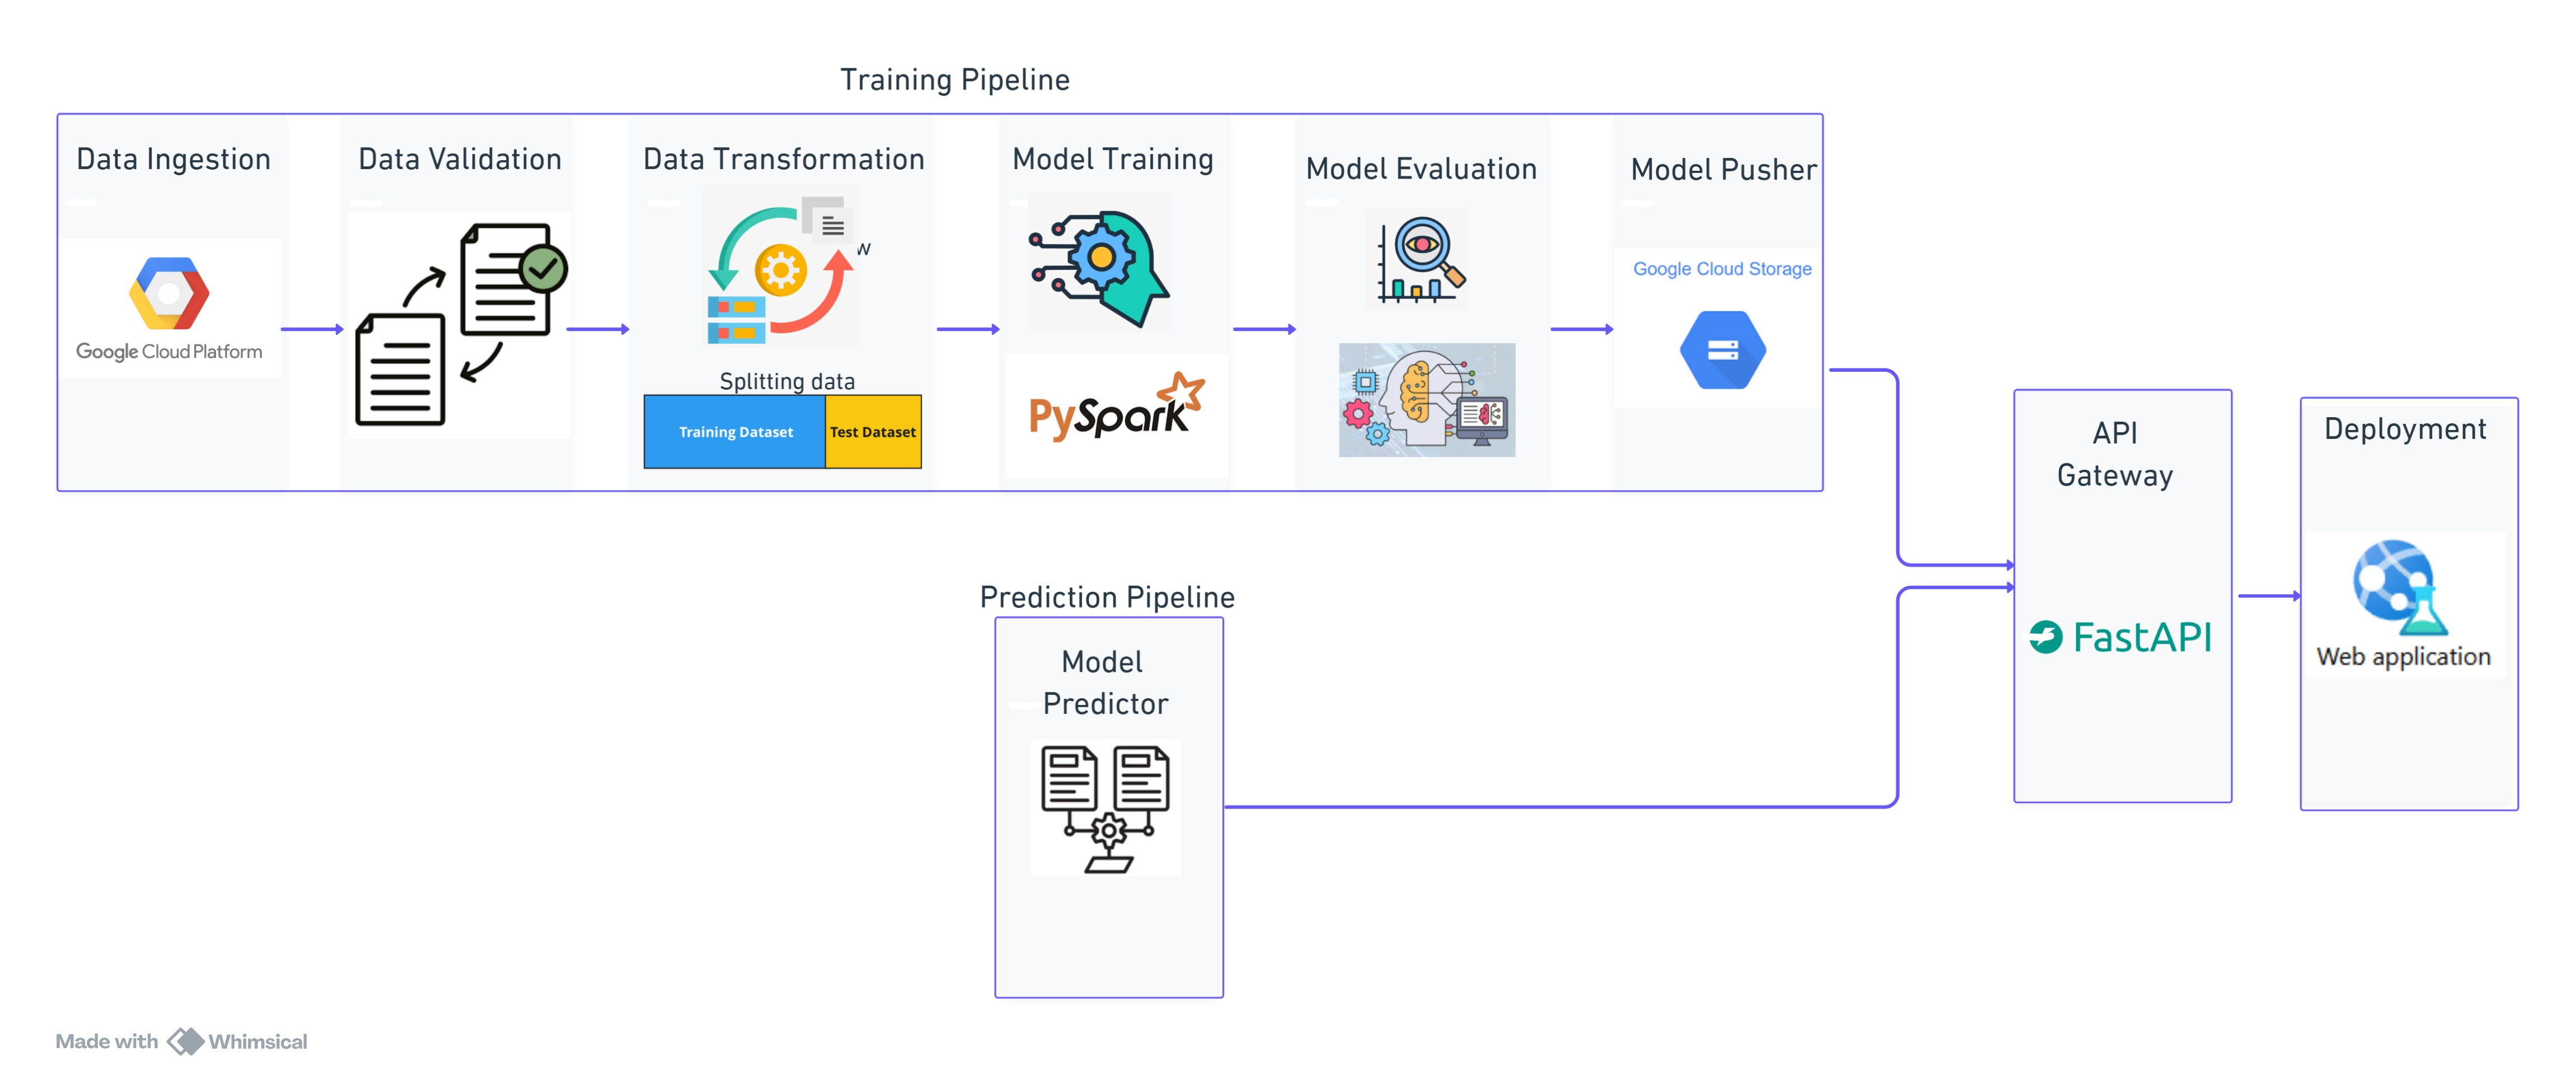 Training Pipeline
Data Ingestion
Data Validation
Data Transformation
Model Training
Model Evaluation
Model Pusher
Google Cloud Platform
w
Splitting data
Training Dataset
Test Dataset
PySpark
Google Cloud Storage
API
Gateway
FastAPI
Deployment
Web application
Prediction Pipeline
Model
Predictor
Made with Whimsical